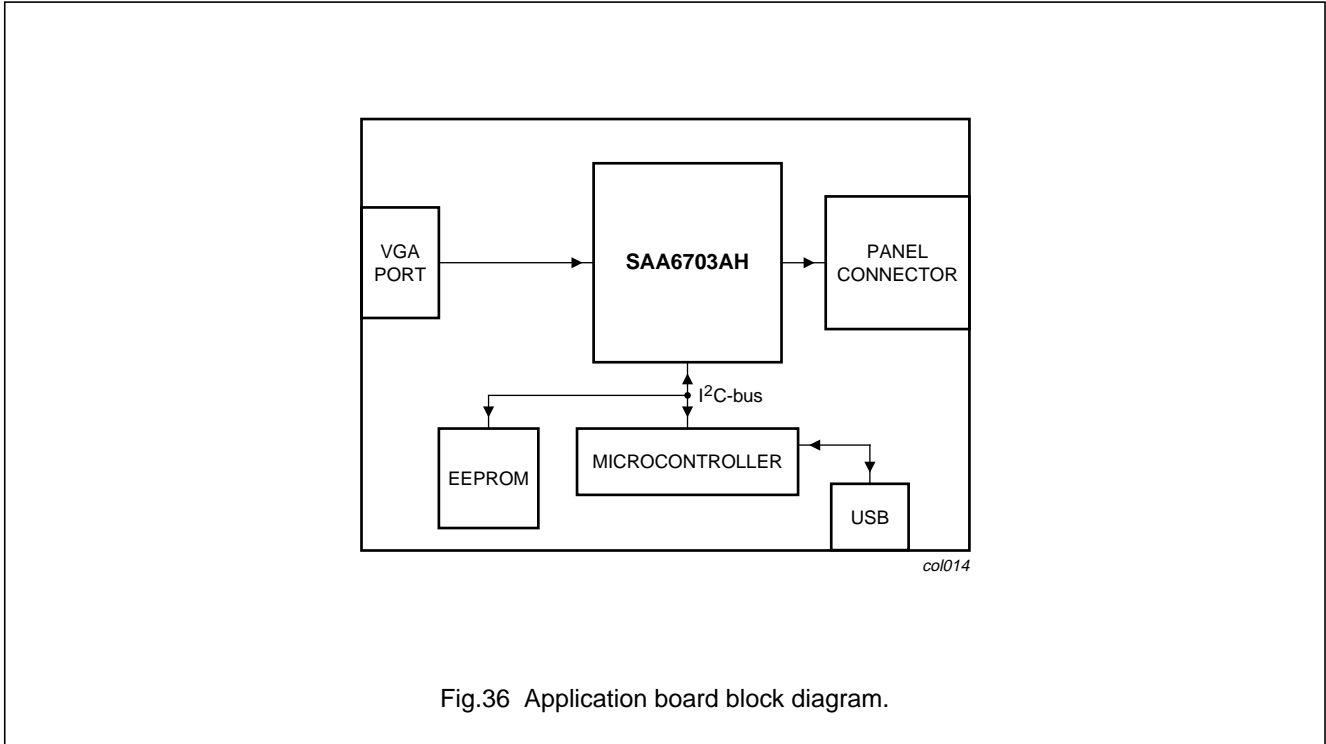 VGA
PORT
SAA6703AH
PANEL
CONNECTOR
I2C-bus
EEPROM
MICROCONTROLLER
USB
col014
Fig.36 Application board block diagram.